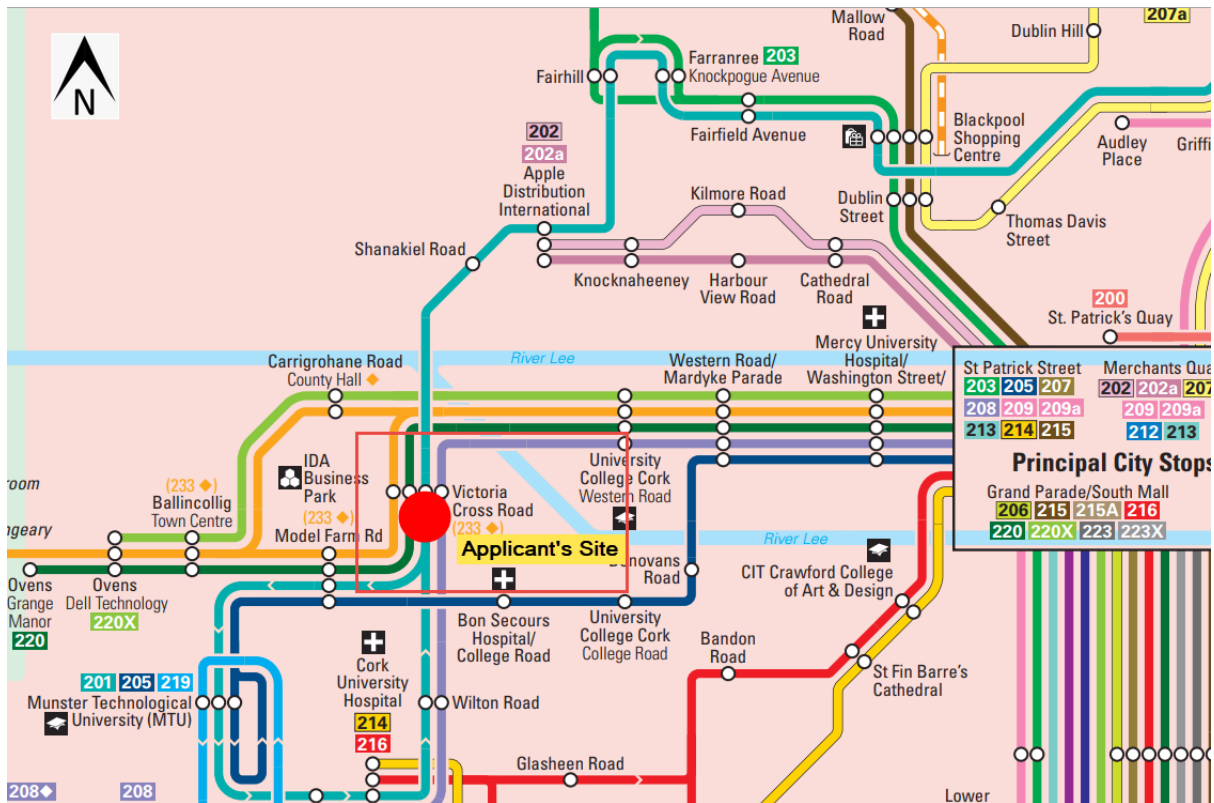 207a
Mallow
Road
Dublin Hill
N
Fairhill
Farranree 203
Knockpogue Avenue
Fairfield Avenue
Blackpool
Shopping
Centre
Audley
Place
Griffi
202
202a
Apple
Distribution
International
Kilmore Road
Dublin
Street
Thomas Davis
Street
Shanakiel Road
Knocknaheeney
Harbour
View Road
Cathedral
Road
200
St. Patrick's Quay
Mercy University
Hospital/
Washington Street/
River Lee
Carrigrohane Road
County Hall
Western Road/
Mardyke Parade
St Patrick Street
203 205 207
208 209 209a
213 214 215
Merchants Qua
202 202a 207
209 209a
212 213
Principal City Stops
Grand Parade/South Mall
206 215 215A 216
220 220X 223 223X
IDA
Business
Park
(233)
Model Farm Rd
(233)
Ballincollig
Town Centre
Victoria
Cross Road
(233)
University
College Cork
Western Road
Applicant's Site
River Lee
room
ngeary
Ovens
Grange
Manor
220
Ovens
Dell Technology
220X
Donovans
Road
CIT Crawford College
of Art & Design
Bon Secours
Hospital/
College Road
University
College Cork
College Road
Bandon
Road
St Fin Barre's
Cathedral
Cork
University
Hospital
214
216
Wilton Road
201 205 219
Munster Technological
University (MTU)
Glasheen Road
208
208
Lower